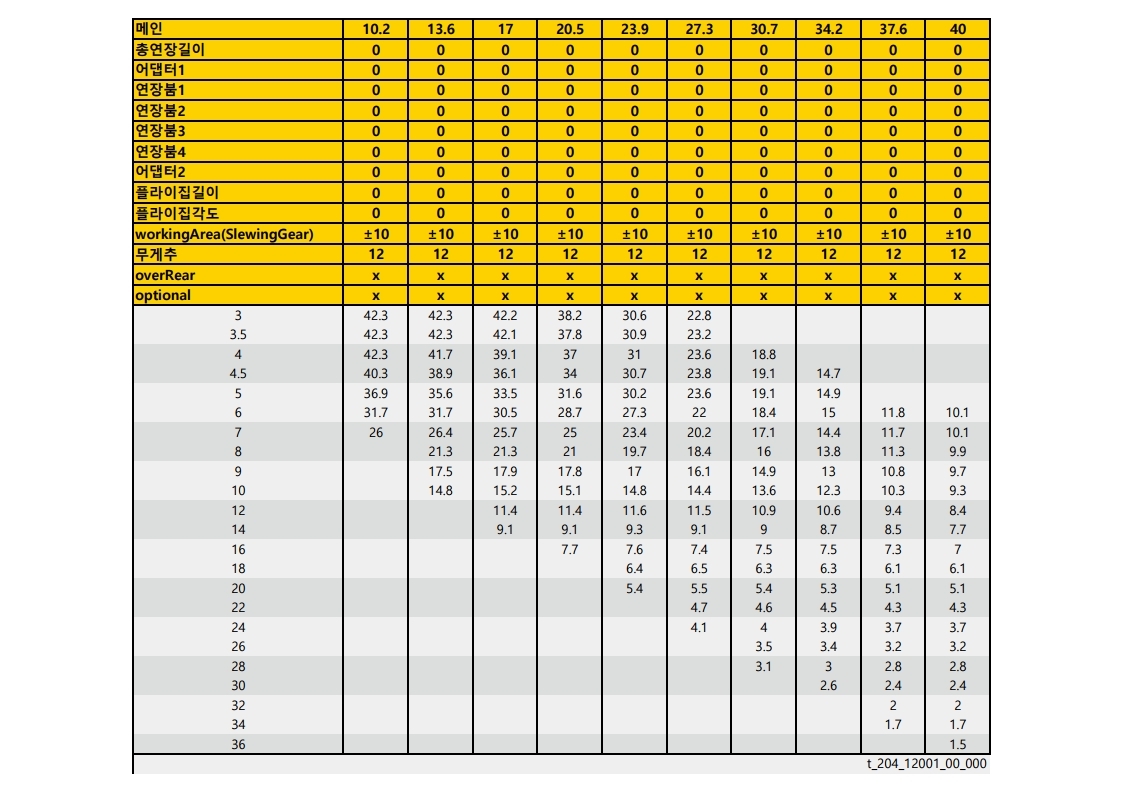 메인 10.2 13.6 17 20.5 23.9 27.3 30.7 34.2 37.6 40
총연장길이 0 0 0 0 0 0 0 0 0 0
어댑터1 0 0 0 0 0 0 0 0 0 0
연장붐1 0 0 0 0 0 0 0 0 0 0
연장붐2 0 0 0 0 0 0 0 0 0 0
연장붐3 0 0 0 0 0 0 0 0 0 0
연장붐4 0 0 0 0 0 0 0 0 0 0
어댑터2 0 0 0 0 0 0 0 0 0 0
플라이집길이 0 0 0 0 0 0 0 0 0 0
플라이집각도 0 0 0 0 0 0 0 0 0 0
workingArea(SlewingGear) ±10 ±10 ±10 ±10 ±10 ±10 ±10 ±10 ±10 ±10
무게추 12 12 12 12 12 12 12 12 12 12
overRear x x x x x x x x x x
optional x x x x x x x x x x
3 42.3 42.3 42.2 38.2 30.6 22.8
3.5 42.3 42.3 42.1 37.8 30.9 23.2
4 42.3 41.7 39.1 37 31 23.6 18.8
4.5 40.3 38.9 36.1 34 30.7 23.8 19.1 14.7
5 36.9 35.6 33.5 31.6 30.2 23.6 19.1 14.9
6 31.7 31.7 30.5 28.7 27.3 22 18.4 15 11.8 10.1
7 26 26.4 25.7 25 23.4 20.2 17.1 14.4 11.7 10.1
8 21.3 21.3 21 19.7 18.4 16 13.8 11.3 9.9
9 17.5 17.9 17.8 17 16.1 14.9 13 10.8 9.7
10 14.8 15.2 15.1 14.8 14.4 13.6 12.3 10.3 9.3
12 11.4 11.4 11.6 11.5 10.9 10.6 9.4 8.4
14 9.1 9.1 9.3 9.1 9 8.7 8.5 7.7
16 7.7 7.6 7.4 7.5 7.5 7.3 7
18 6.4 6.5 6.3 6.3 6.1 6.1
20 5.4 5.5 5.4 5.3 5.1 5.1
22 4.7 4.6 4.5 4.3 4.3
24 4.1 4 3.9 3.7 3.7
26 3.5 3.4 3.2 3.2
28 3.1 3 2.8 2.8
30 2.6 2.4 2.4
32 2 2
34 1.7 1.7
36 1.5
t_204_12001_00_000